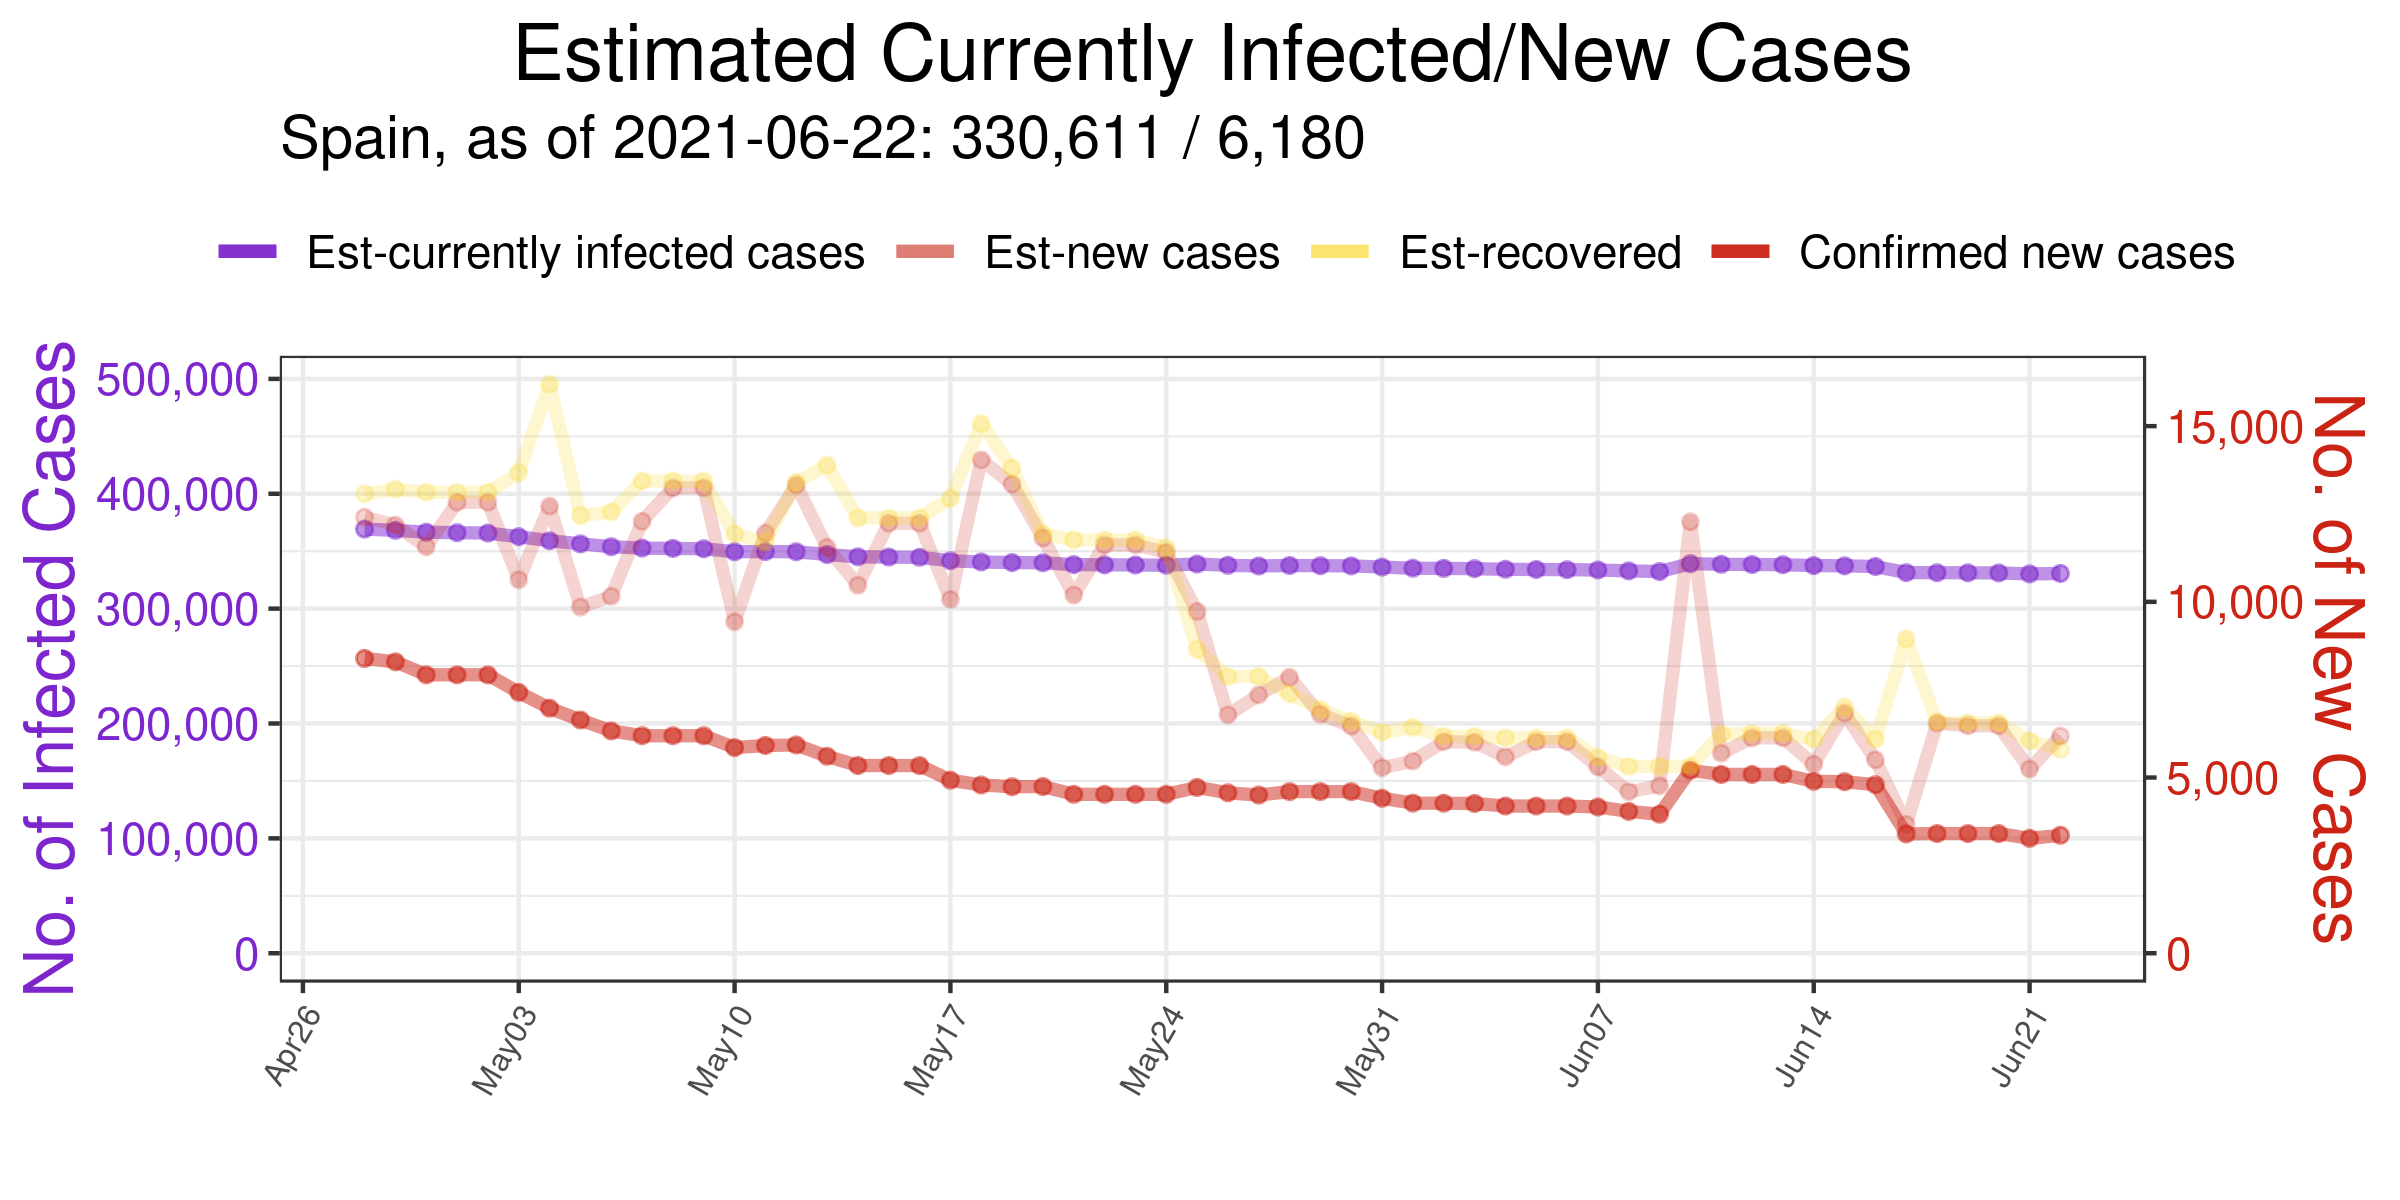 Estimated Currently Infected/New Cases
Spain, as of 2021-06-22: 330,611 / 6,180
Est-currently infected cases
Est-new cases
Est-recovered
Confirmed new cases
No. of Infected Cases
500,000
400,000
300,000
200,000
100,000
0
15,000
10,000
5,000
0
No. of New Cases
Apr26
May03
May10
May17
May24
May31
Jun07
Jun14
Jun21